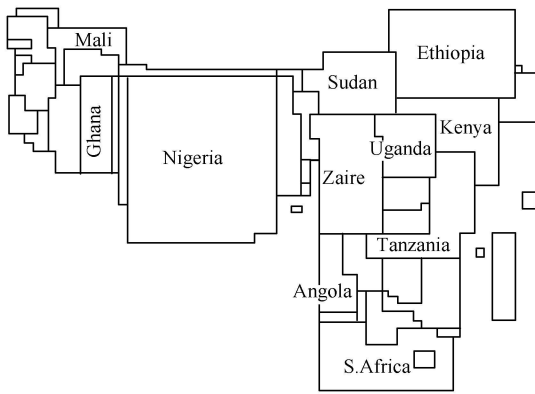 Mali
Ethiopia
Sudan
Ghana
Kenya
Nigeria
Uganda
Zaire
Tanzania
Angola
S.Africa